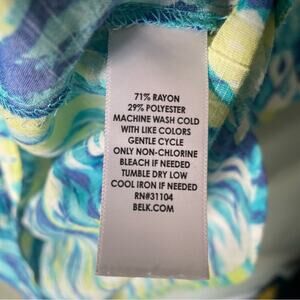 71% RAYON
29% POLYESTER
MACHINE WASH COLD
WITH LIKE COLORS
GENTLE CYCLE
ONLY NON-CHLORINE
BLEACH IF NEEDED
TUMBLE DRY LOW
COOL IRON IF NEEDED
RN#31104
BELK.COM